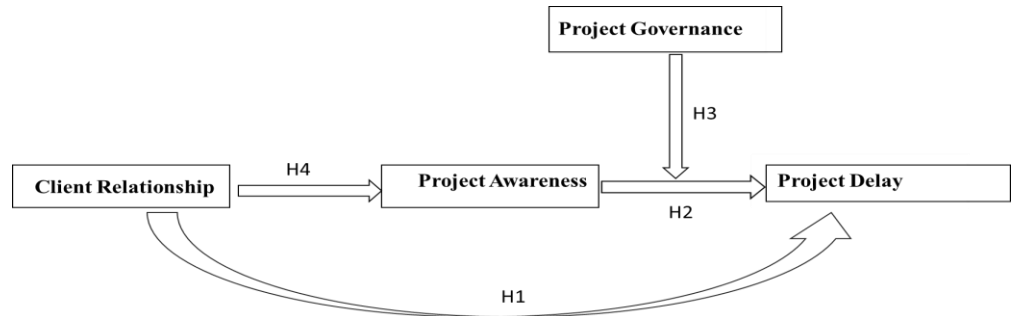 Project Governance
H3
H4
Client Relationship
Project Awareness
Project Delay
H2
H1